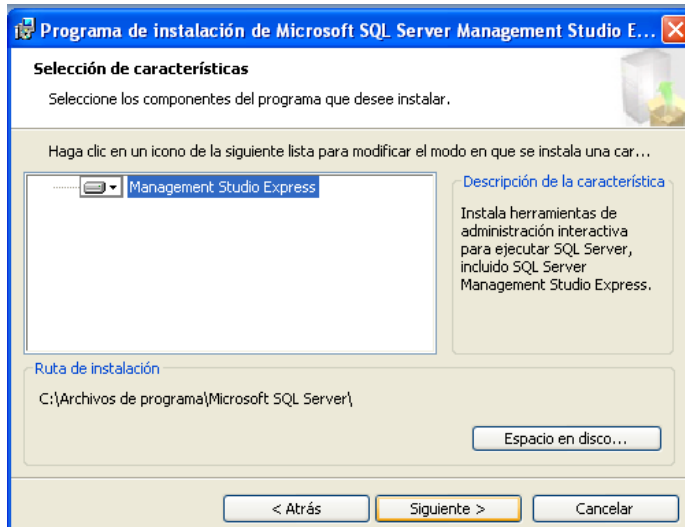 Programa de instalación de Microsoft SQL Server Management Studio E...
Selección de características
Seleccione los componentes del programa que desee instalar.
Haga clic en un icono de la siguiente lista para modificar el modo en que se instala una car...
Management Studio Express
Descripción de la característica
Instala herramientas de
administración interactiva
para ejecutar SQL Server,
incluido SQL Server
Management Studio Express.
Ruta de instalación
C:\Archivos de programa\Microsoft SQL Server\
Espacio en disco...
< Atrás
Siguiente >
Cancelar